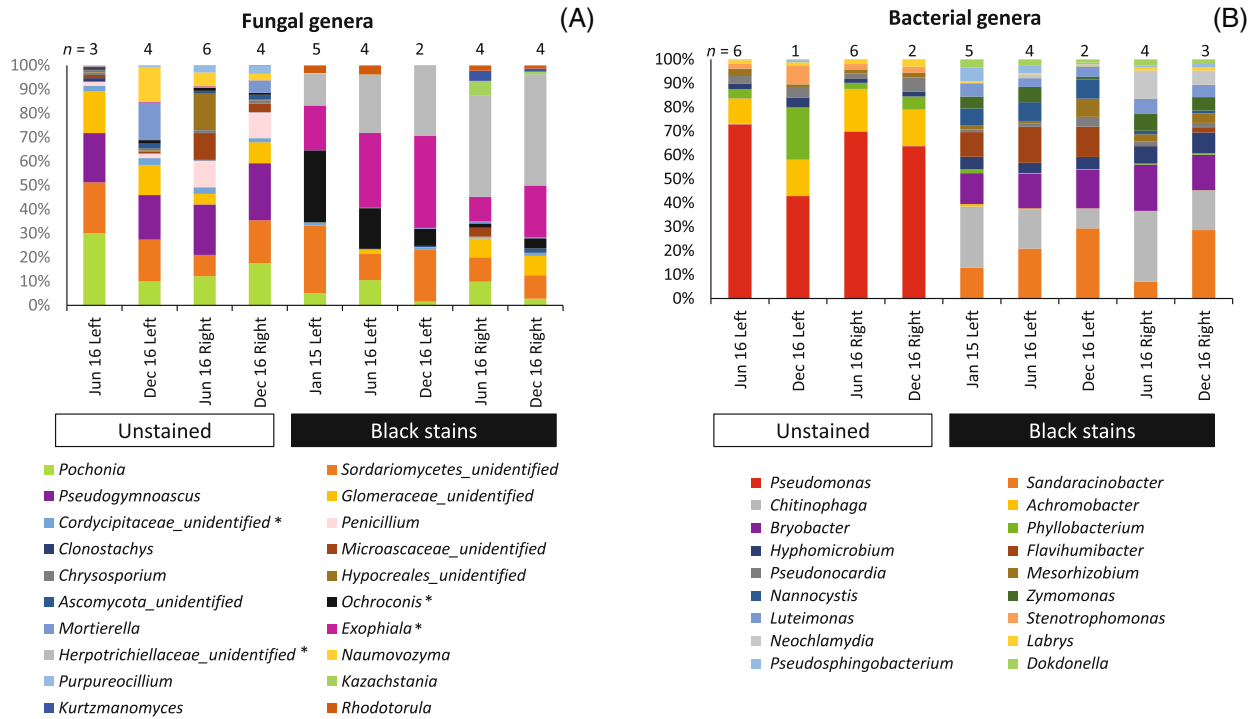 Fungal genera
(A)
n = 3 4 6 4 5 4 2 4 4
100%
90%
80%
70%
60%
50%
40%
30%
20%
10%
0%
Jun 16 Left
Dec 16 Left
Jun 16 Right
Dec 16 Right
Jan 15 Left
Jun 16 Left
Dec 16 Left
Jun 16 Right
Dec 16 Right
Unstained
Black stains
Pochonia
Sordariomycetes_unidentified
Pseudogymnoascus
Glomeraceae_unidentified
Cordycipitaceae_unidentified *
Penicillium
Clonostachys
Microascaceae_unidentified
Chrysosporium
Hypocreales_unidentified
Ascomycota_unidentified
Ochroconis *
Mortierella
Exophiala *
Herpotrichiellaceae_unidentified *
Naumovozyma
Purpureocillium
Kazachstania
Kurtzmanomyces
Rhodotorula
Bacterial genera
(B)
n = 6 1 6 2 5 4 2 4 3
100%
90%
80%
70%
60%
50%
40%
30%
20%
10%
0%
Jun 16 Left
Dec 16 Left
Jun 16 Right
Dec 16 Right
Jan 15 Left
Jun 16 Left
Dec 16 Left
Jun 16 Right
Dec 16 Right
Unstained
Black stains
Pseudomonas
Sandaracinobacter
Chitinophaga
Achromobacter
Bryobacter
Phyllobacterium
Hyphomicrobium
Flavihumibacter
Pseudonocardia
Mesorhizobium
Nannocystis
Zymomonas
Luteimonas
Stenotrophomonas
Neochlamydia
Labrys
Pseudosphingobacterium
Dokdonella